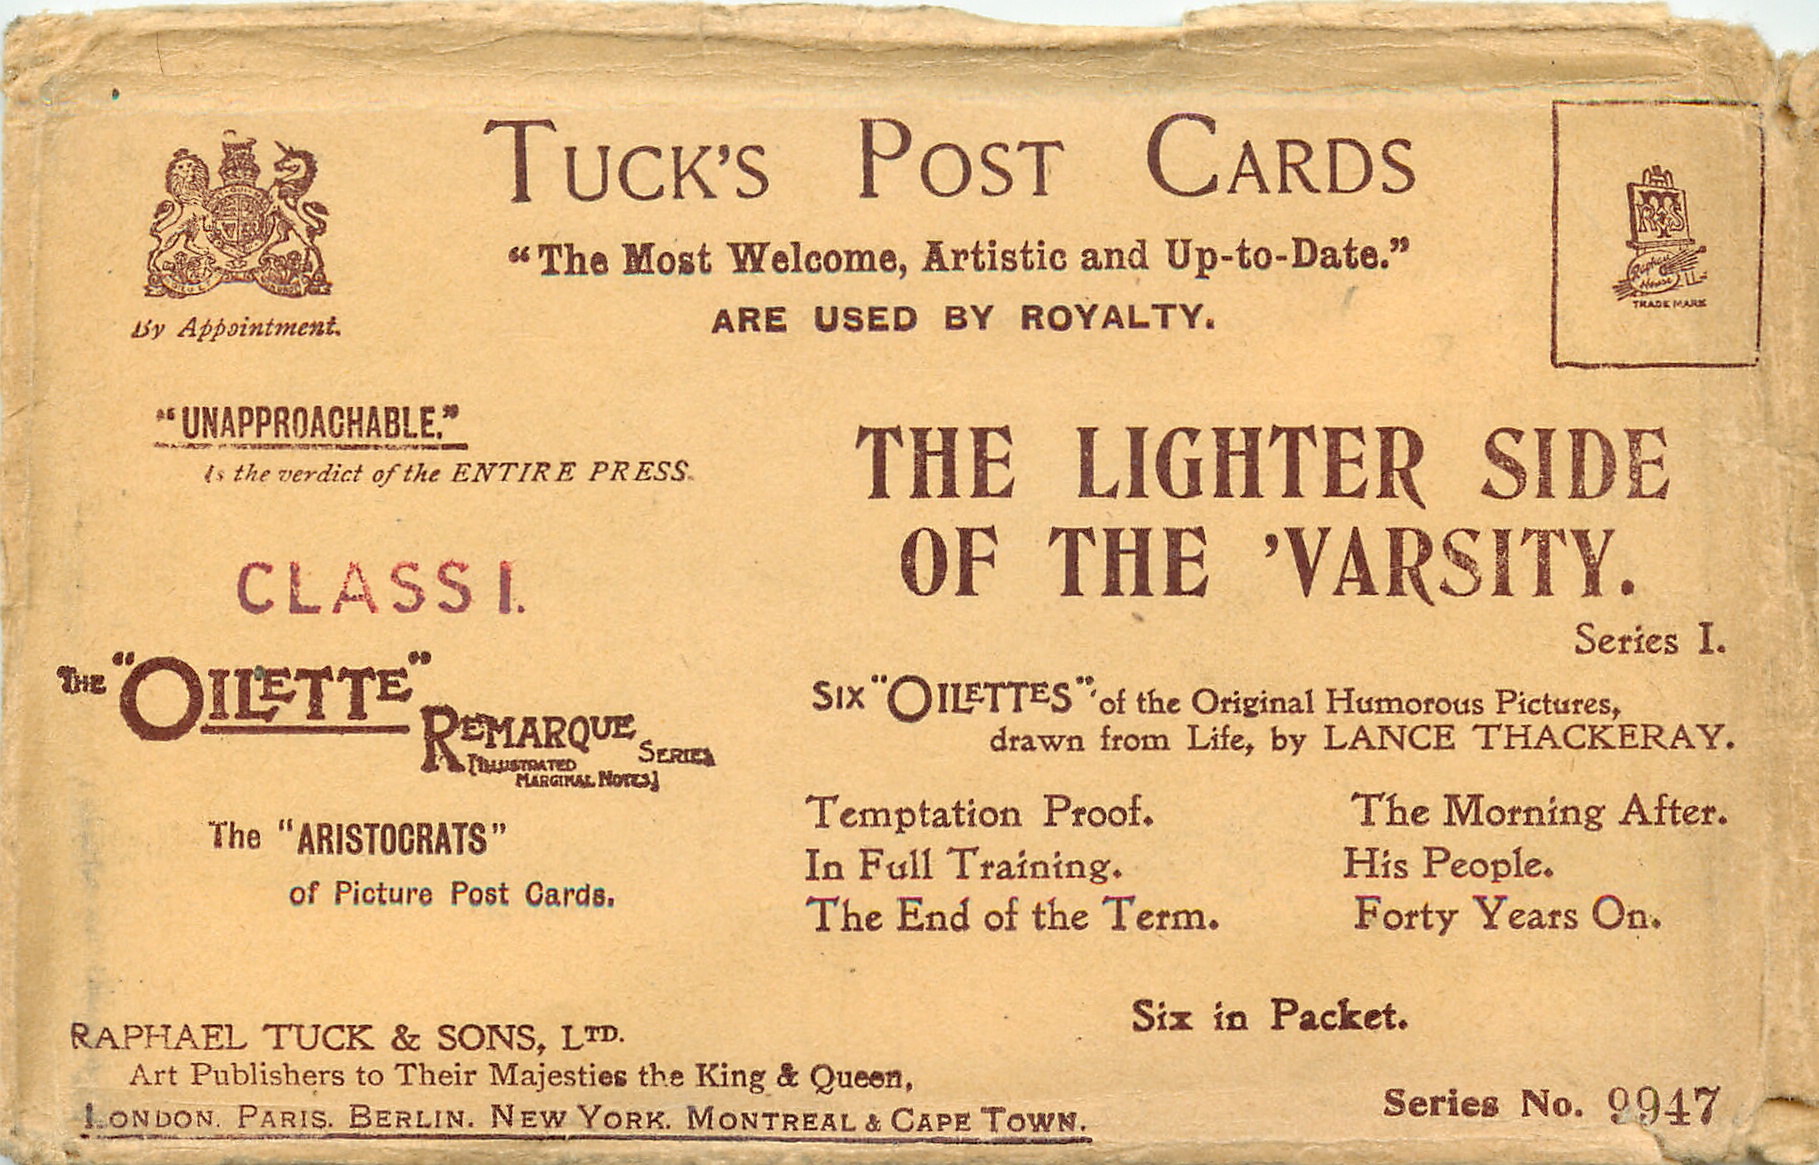 TUCK'S POST CARDS
"The Most Welcome, Artistic and Up-to-Date."
ARE USED BY ROYALTY.
By Appointment.
RTS
Raphael
House
TRADE MARK
"UNAPPROACHABLE."
Is the verdict of the ENTIRE PRESS.
CLASS I.
THE "OILETTE"
REMARQUE SERIES
[ILLUSTRATED
MARGINAL NOTES]
The "ARISTOCRATS"
of Picture Post Cards.
THE LIGHTER SIDE
OF THE 'VARSITY.
Series I.
SIX "OILETTES" of the Original Humorous Pictures,
drawn from Life, by LANCE THACKERAY.
Temptation Proof. The Morning After.
In Full Training. His People.
The End of the Term. Forty Years On.
Six in Packet.
RAPHAEL TUCK & SONS, LTD.
Art Publishers to Their Majesties the King & Queen,
LONDON. PARIS. BERLIN. NEW YORK. MONTREAL & CAPE TOWN.
Series No. 9947